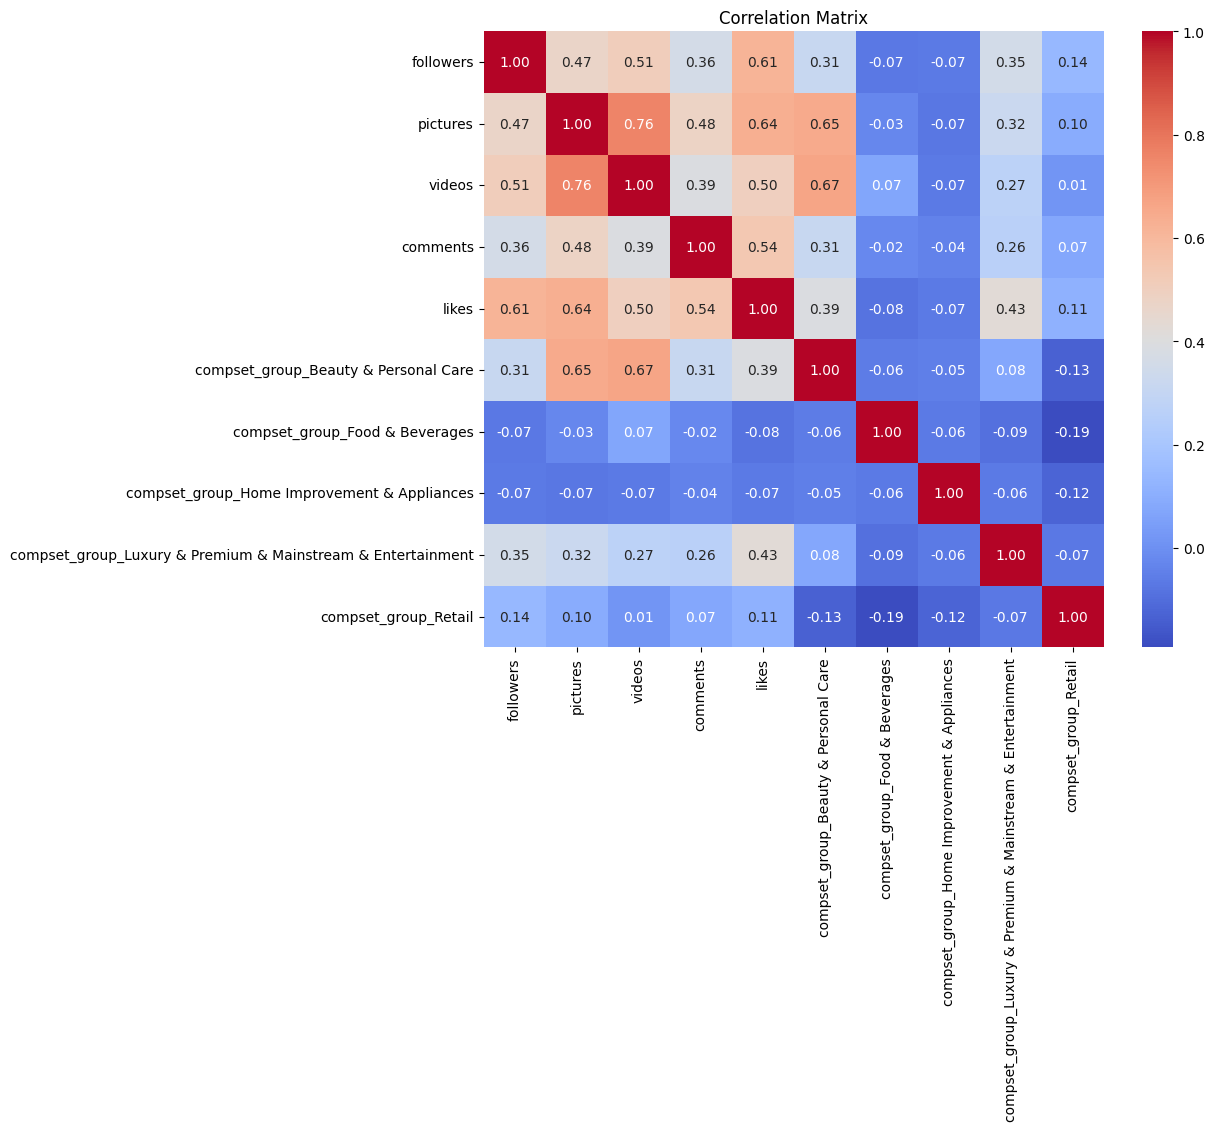 Correlation Matrix
followers 1.00 0.47 0.51 0.36 0.61 0.31 -0.07 -0.07 0.35 0.14
pictures 0.47 1.00 0.76 0.48 0.64 0.65 -0.03 -0.07 0.32 0.10
videos 0.51 0.76 1.00 0.39 0.50 0.67 0.07 -0.07 0.27 0.01
comments 0.36 0.48 0.39 1.00 0.54 0.31 -0.02 -0.04 0.26 0.07
likes 0.61 0.64 0.50 0.54 1.00 0.39 -0.08 -0.07 0.43 0.11
compset_group_Beauty & Personal Care 0.31 0.65 0.67 0.31 0.39 1.00 -0.06 -0.05 0.08 -0.13
compset_group_Food & Beverages -0.07 -0.03 0.07 -0.02 -0.08 -0.06 1.00 -0.06 -0.09 -0.19
compset_group_Home Improvement & Appliances -0.07 -0.07 -0.07 -0.04 -0.07 -0.05 -0.06 1.00 -0.06 -0.12
compset_group_Luxury & Premium & Mainstream & Entertainment 0.35 0.32 0.27 0.26 0.43 0.08 -0.09 -0.06 1.00 -0.07
compset_group_Retail 0.14 0.10 0.01 0.07 0.11 -0.13 -0.19 -0.12 -0.07 1.00
followers
pictures
videos
comments
likes
compset_group_Beauty & Personal Care
compset_group_Food & Beverages
compset_group_Home Improvement & Appliances
compset_group_Luxury & Premium & Mainstream & Entertainment
compset_group_Retail
1.0
0.8
0.6
0.4
0.2
0.0